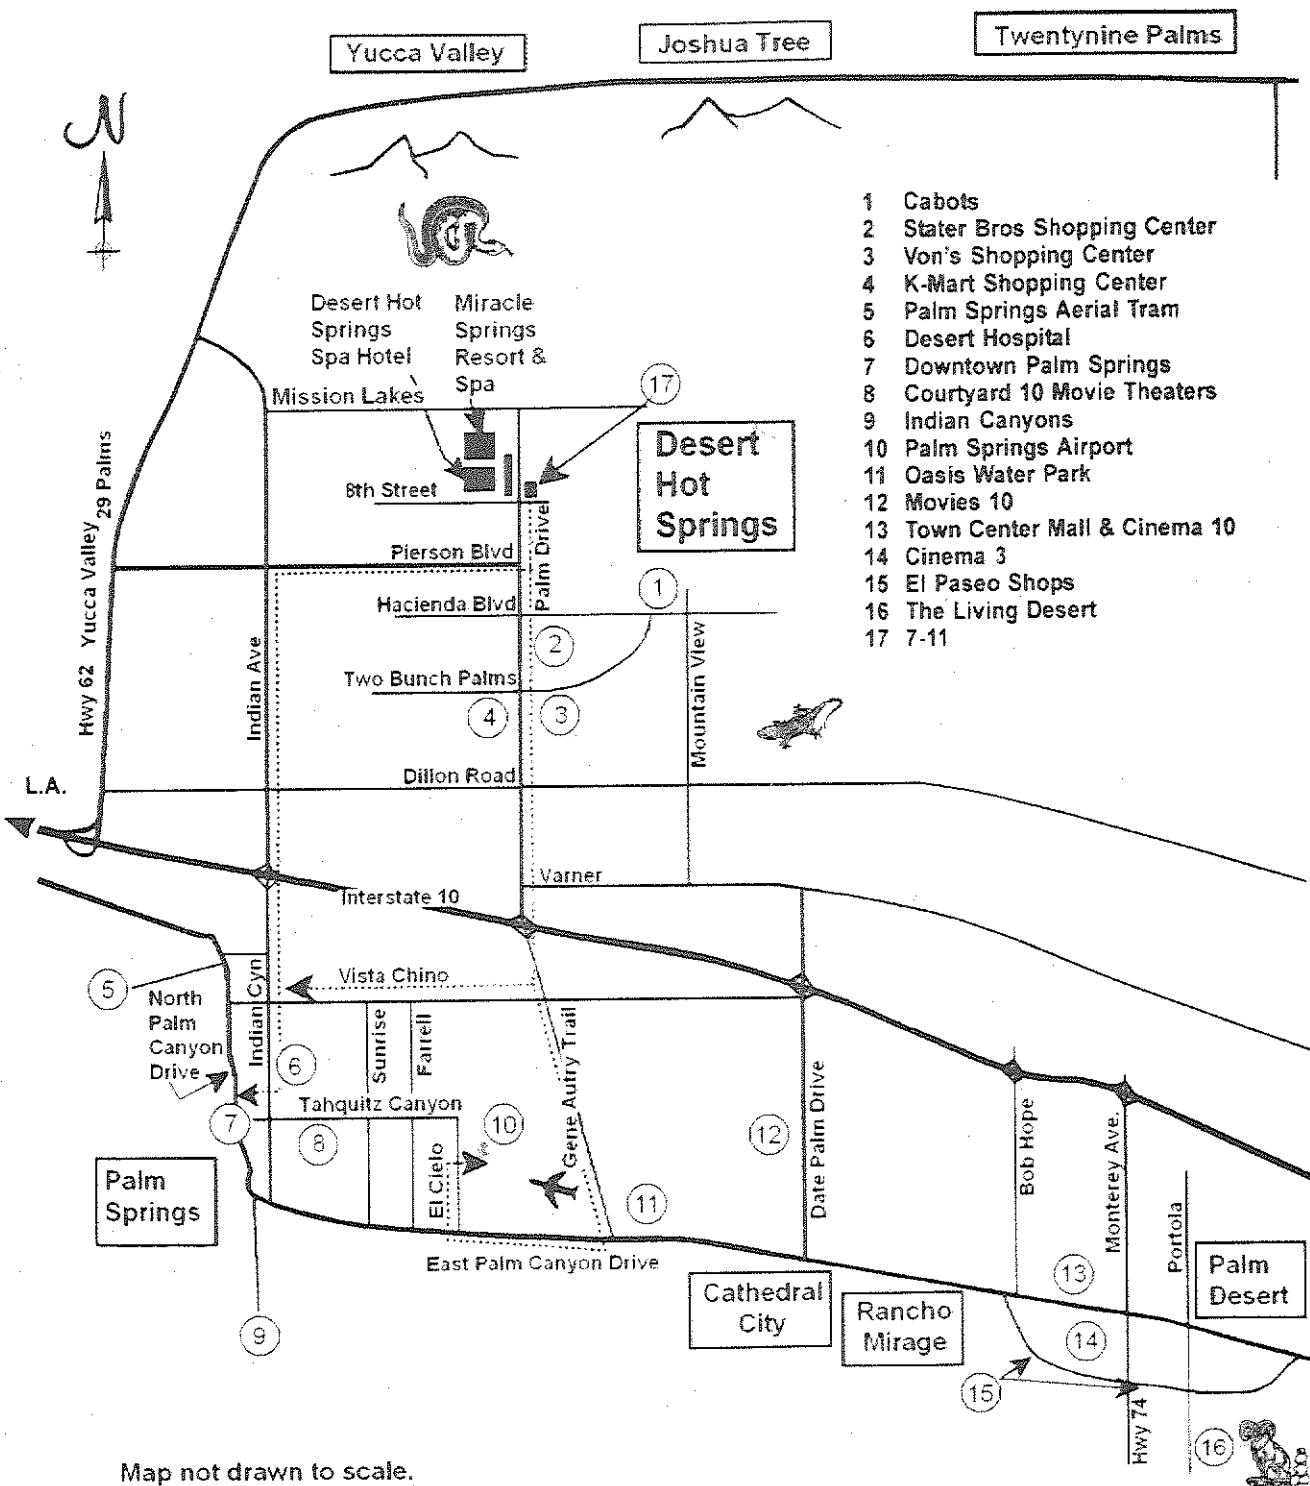 Yucca Valley
Joshua Tree
Twentynine Palms
N
1 Cabots
2 Stater Bros Shopping Center
3 Von's Shopping Center
4 K-Mart Shopping Center
5 Palm Springs Aerial Tram
6 Desert Hospital
7 Downtown Palm Springs
8 Courtyard 10 Movie Theaters
9 Indian Canyons
10 Palm Springs Airport
11 Oasis Water Park
12 Movies 10
13 Town Center Mall & Cinema 10
14 Cinema 3
15 El Paseo Shops
16 The Living Desert
17 7-11
Desert Hot
Springs
Spa Hotel
Miracle
Springs
Resort &
Spa
17
Mission Lakes
Desert
Hot
Springs
8th Street
Palm Drive
Pierson Blvd
Hacienda Blvd
1
2
Two Bunch Palms
4
3
Mountain View
Hwy 62 Yucca Valley
29 Palms
Indian Ave
Dillon Road
L.A.
Varner
Interstate 10
Vista Chino
5
North
Palm
Canyon
Drive
Indian Cyn
6
Sunrise
Farrell
Gene Autry Trail
Date Palm Drive
Tahquitz Canyon
7
8
10
12
El Cielo
11
Bob Hope
Monterey Ave.
Portola
Palm
Springs
East Palm Canyon Drive
Cathedral
City
Rancho
Mirage
Palm
Desert
13
14
9
15
Hwy 74
16
Map not drawn to scale.